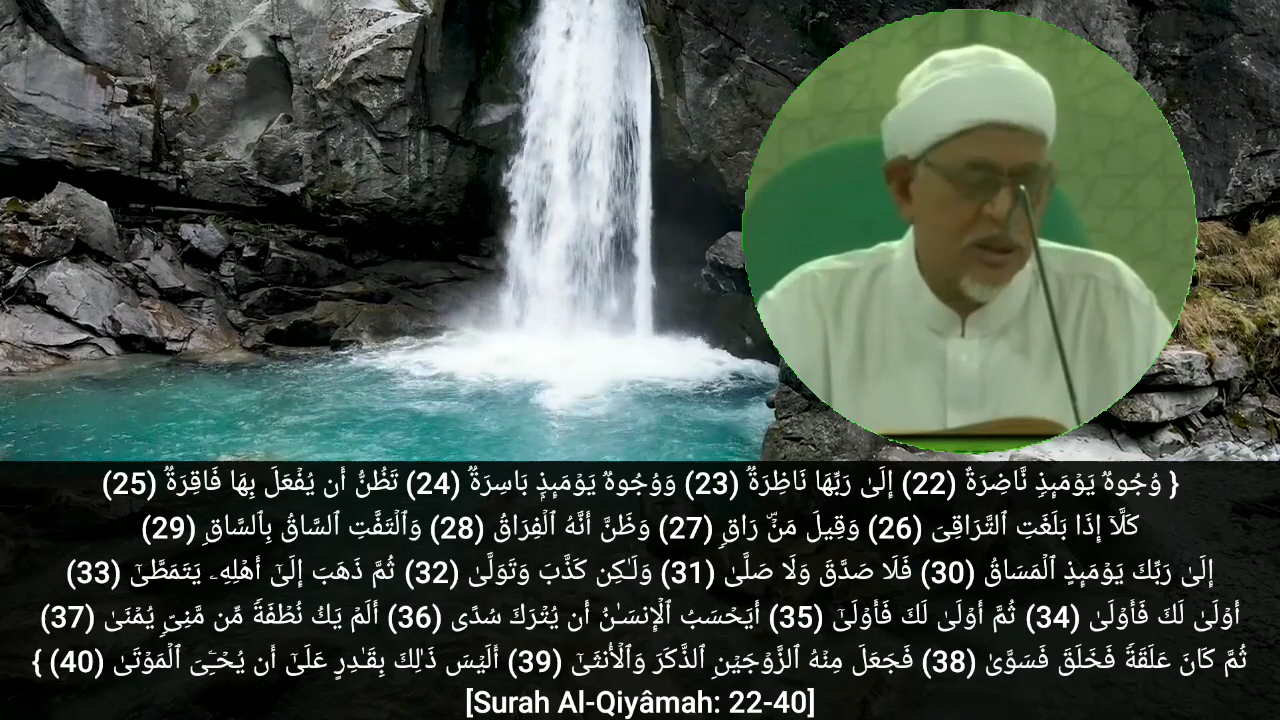 { وُجُوهٌ يَوْمَىِٕذٍ نَّاضِرَةٌ (22) إِلَىٰ رَبِّهَا نَاظِرَةٌ (23) وَوُجُوهٌ يَوْمَىِٕذٍۭ بَاسِرَةٌ (24) تَظُنُّ أَن یُفۡعَلَ بِهَا فَاقِرَةٌ (25)
كَلَّاۤ إِذَا بَلَغَتِ ٱلتَّرَاقِیَ (26) وَقِیلَ مَنۡۜ رَاقࣲ (27) وَظَنَّ أَنَّهُ ٱلۡفِرَاقُ (28) وَٱلۡتَفَّتِ ٱلسَّاقُ بِٱلسَّاقِ (29)
إِلَىٰ رَبِّكَ یَوۡمَىِٕذٍ ٱلۡمَسَاقُ (30) فَلَا صَدَّقَ وَلَا صَلَّىٰ (31) وَلَـٰكِن كَذَّبَ وَتَوَلَّىٰ (32) ثُمَّ ذَهَبَ إِلَىٰۤ أَهۡلِهِۦ یَتَمَطَّىٰۤ (33)
أَوۡلَىٰ لَكَ فَأَوۡلَىٰ (34) ثُمَّ أَوۡلَىٰ لَكَ فَأَوۡلَىٰۤ (35) أَیَحۡسَبُ ٱلۡإِنسَـٰنُ أَن یُتۡرَكَ سُدًى (36) أَلَمۡ یَكُ نُطۡفَةࣰ مِّن مَّنِیࣲّ یُمۡنَىٰ (37)
ثُمَّ كَانَ عَلَقَةࣰ فَخَلَقَ فَسَوَّىٰ (38) فَجَعَلَ مِنۡهُ ٱلزَّوۡجَیۡنِ ٱلذَّكَرَ وَٱلۡأُنثَىٰۤ (39) أَلَیۡسَ ذَ ٰ⁠لِكَ بِقَـٰدِرٍ عَلَىٰۤ أَن یُحۡـِۧیَ ٱلۡمَوۡتَىٰ (40) }
[Surah Al-Qiyâmah: 22-40]